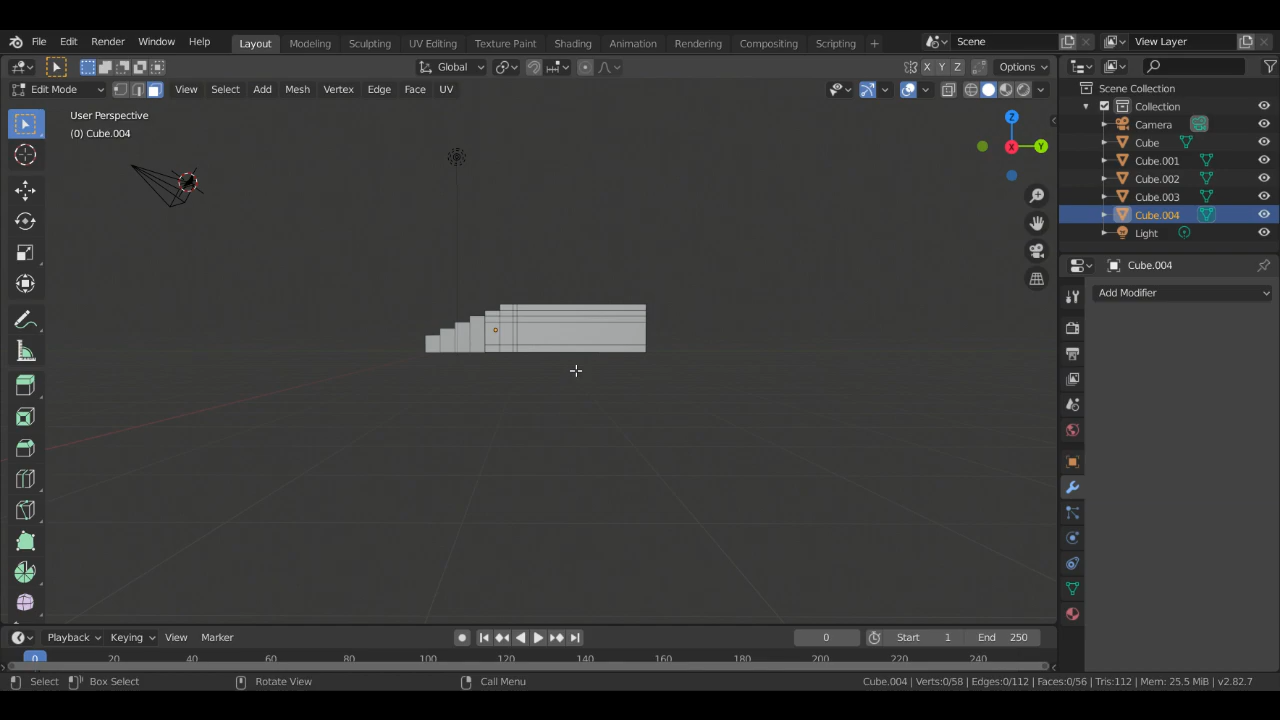 File Edit Render Window Help Layout Modeling Sculpting UV Editing Texture Paint Shading Animation Rendering Compositing Scripting + Scene View Layer
Global Options
Edit Mode View Select Add Mesh Vertex Edge Face UV X Y Z
User Perspective
(0) Cube.004
Z
X Y
Scene Collection
Collection
Camera
Cube
Cube.001
Cube.002
Cube.003
Cube.004
Light
Cube.004
Add Modifier
Playback Keying View Marker 0 Start 1 End 250
0 20 40 60 80 100 120 140 160 180 200 220 240
Select Box Select Rotate View Call Menu Cube.004 | Verts:0/58 | Edges:0/112 | Faces:0/56 | Tris:112 | Mem: 25.5 MiB | v2.82.7